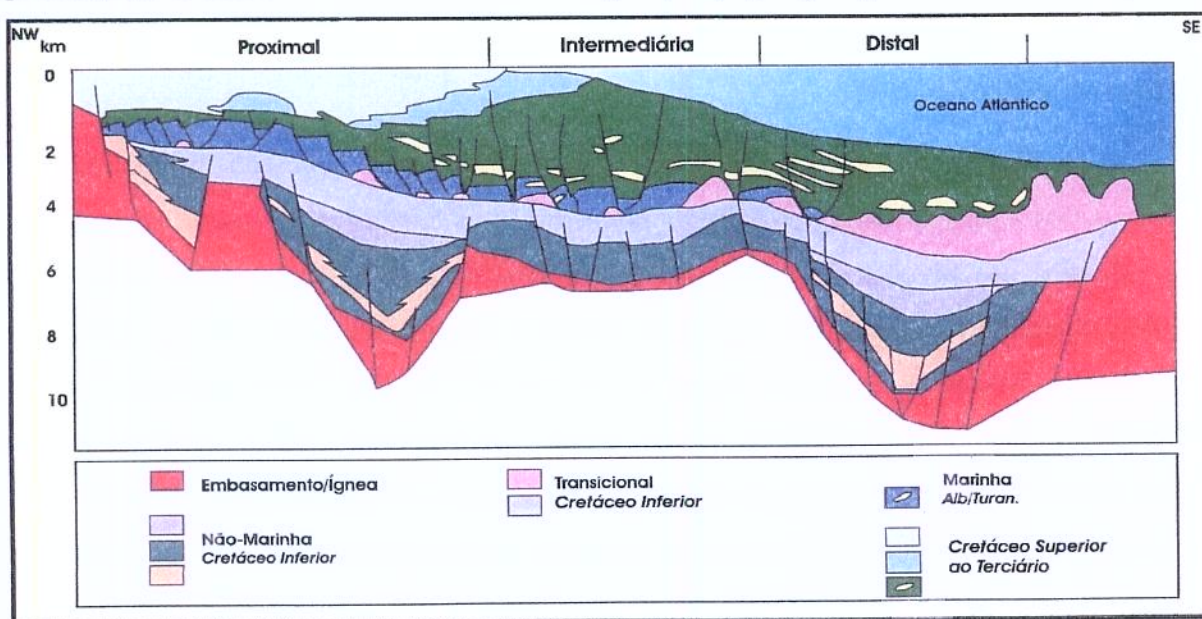 NW
SE
km
Proximal
Intermediária
Distal
0
2
4
6
8
10
Oceano Atlântico
Embasamento/Ígnea
Não-Marinha
Cretáceo Inferior
Transicional
Cretáceo Inferior
Marinha
Alb/Turan.
Cretáceo Superior
ao Terciário